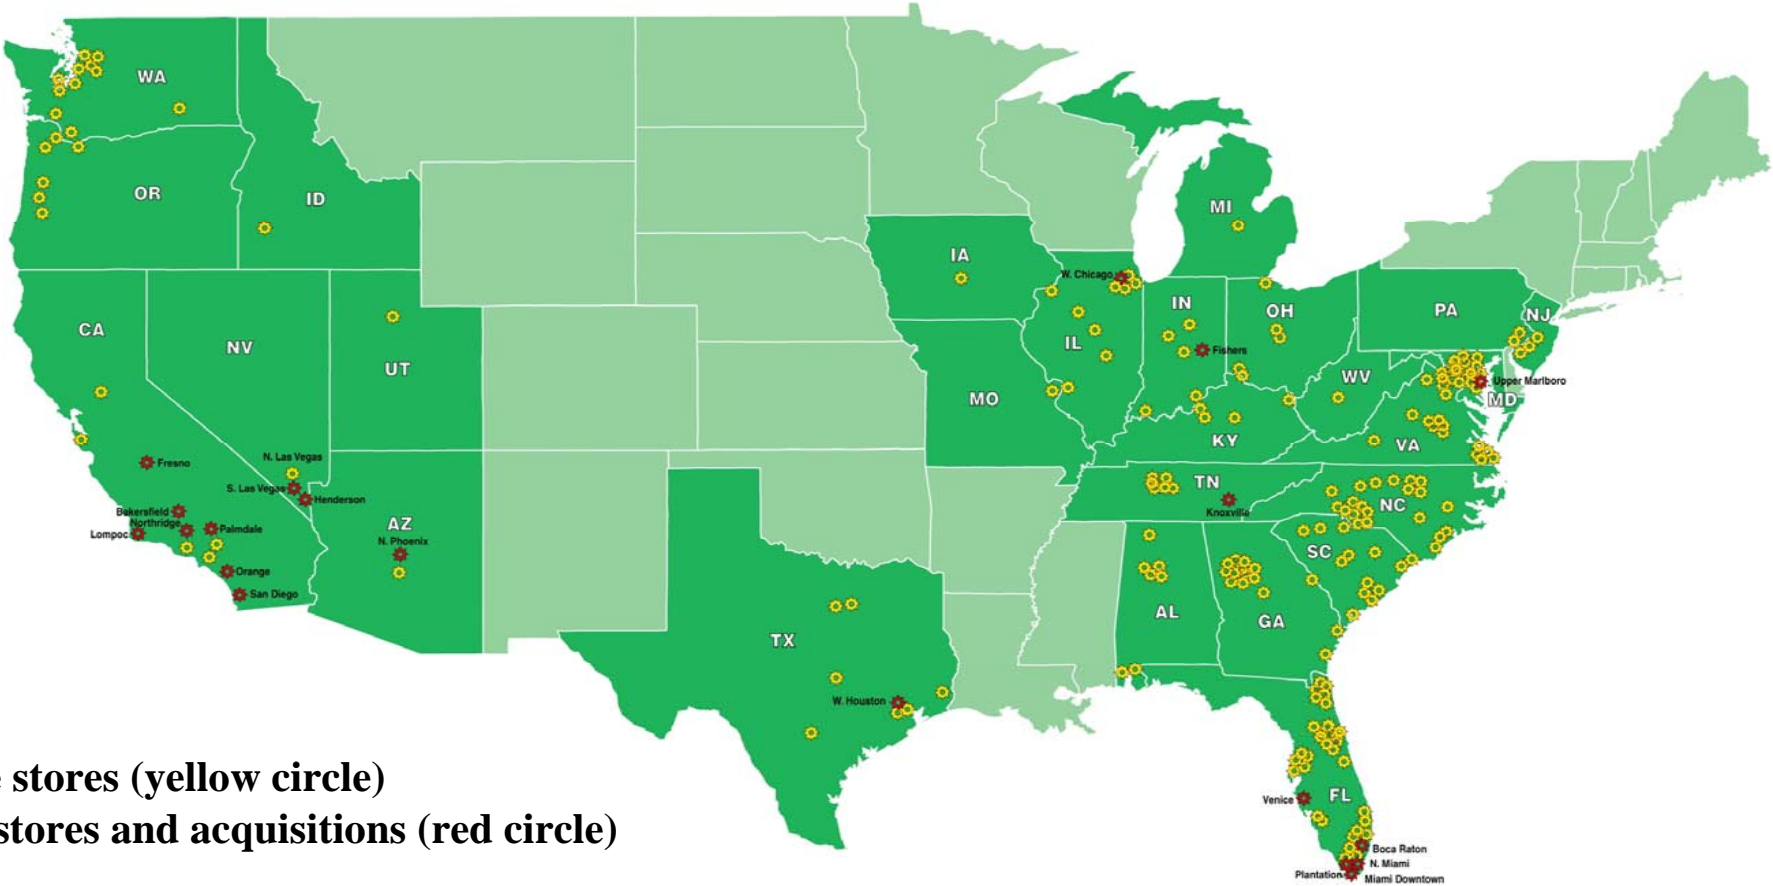 WA
OR
ID
MI
IA
W. Chicago
IN
OH
PA
NJ
CA
NV
UT
IL
Fishers
WV
Upper Marlboro
MD
MO
KY
VA
N. Las Vegas
Fresno
S. Las Vegas
Henderson
TN
Knoxville
NC
Bakersfield
Northridge
Palmdale
Lompoc
AZ
N. Phoenix
SC
Orange
San Diego
AL
GA
TX
W. Houston
stores (yellow circle)
stores and acquisitions (red circle)
Venice
FL
Boca Raton
N. Miami
Plantation
Miami Downtown